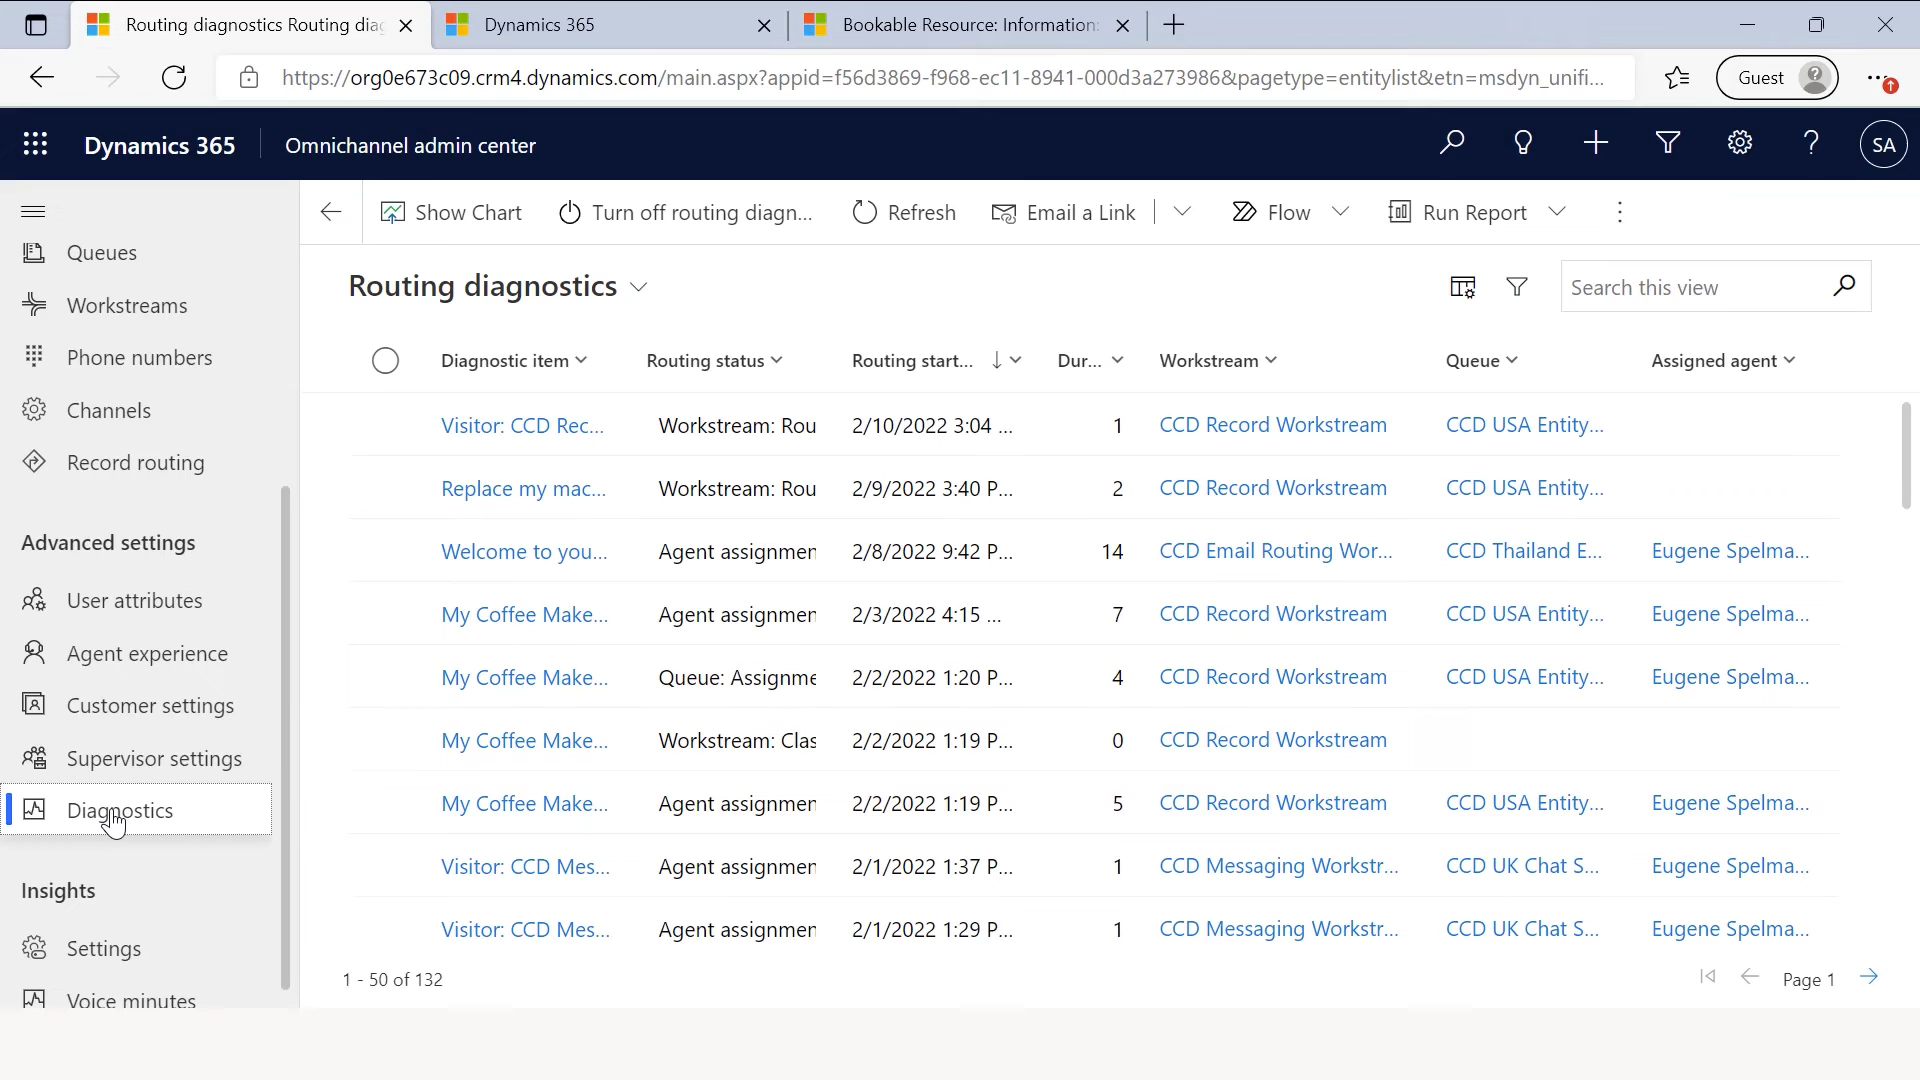 Routing diagnostics Routing diag
Dynamics 365
Bookable Resource: Information:
https://org0e673c09.crm4.dynamics.com/main.aspx?appid=f56d3869-f968-ec11-8941-000d3a273986&pagetype=entitylist&etn=msdyn_unifi...
Guest
Dynamics 365
Omnichannel admin center
SA
Queues
Workstreams
Phone numbers
Channels
Record routing
Advanced settings
User attributes
Agent experience
Customer settings
Supervisor settings
Diagnostics
Insights
Settings
Voice minutes
Show Chart
Turn off routing diagn...
Refresh
Email a Link
Flow
Run Report
Routing diagnostics
Search this view
Diagnostic item Routing status Routing start... Dur... Workstream Queue Assigned agent
Visitor: CCD Rec... Workstream: Rou 2/10/2022 3:04 ... 1 CCD Record Workstream CCD USA Entity...
Replace my mac... Workstream: Rou 2/9/2022 3:40 P... 2 CCD Record Workstream CCD USA Entity...
Welcome to you... Agent assignmen 2/8/2022 9:42 P... 14 CCD Email Routing Wor... CCD Thailand E... Eugene Spelma...
My Coffee Make... Agent assignmen 2/3/2022 4:15 ... 7 CCD Record Workstream CCD USA Entity... Eugene Spelma...
My Coffee Make... Queue: Assignme 2/2/2022 1:20 P... 4 CCD Record Workstream CCD USA Entity... Eugene Spelma...
My Coffee Make... Workstream: Clas 2/2/2022 1:19 P... 0 CCD Record Workstream
My Coffee Make... Agent assignmen 2/2/2022 1:19 P... 5 CCD Record Workstream CCD USA Entity... Eugene Spelma...
Visitor: CCD Mes... Agent assignmen 2/1/2022 1:37 P... 1 CCD Messaging Workstr... CCD UK Chat S... Eugene Spelma...
Visitor: CCD Mes... Agent assignmen 2/1/2022 1:29 P... 1 CCD Messaging Workstr... CCD UK Chat S... Eugene Spelma...
1 - 50 of 132
Page 1